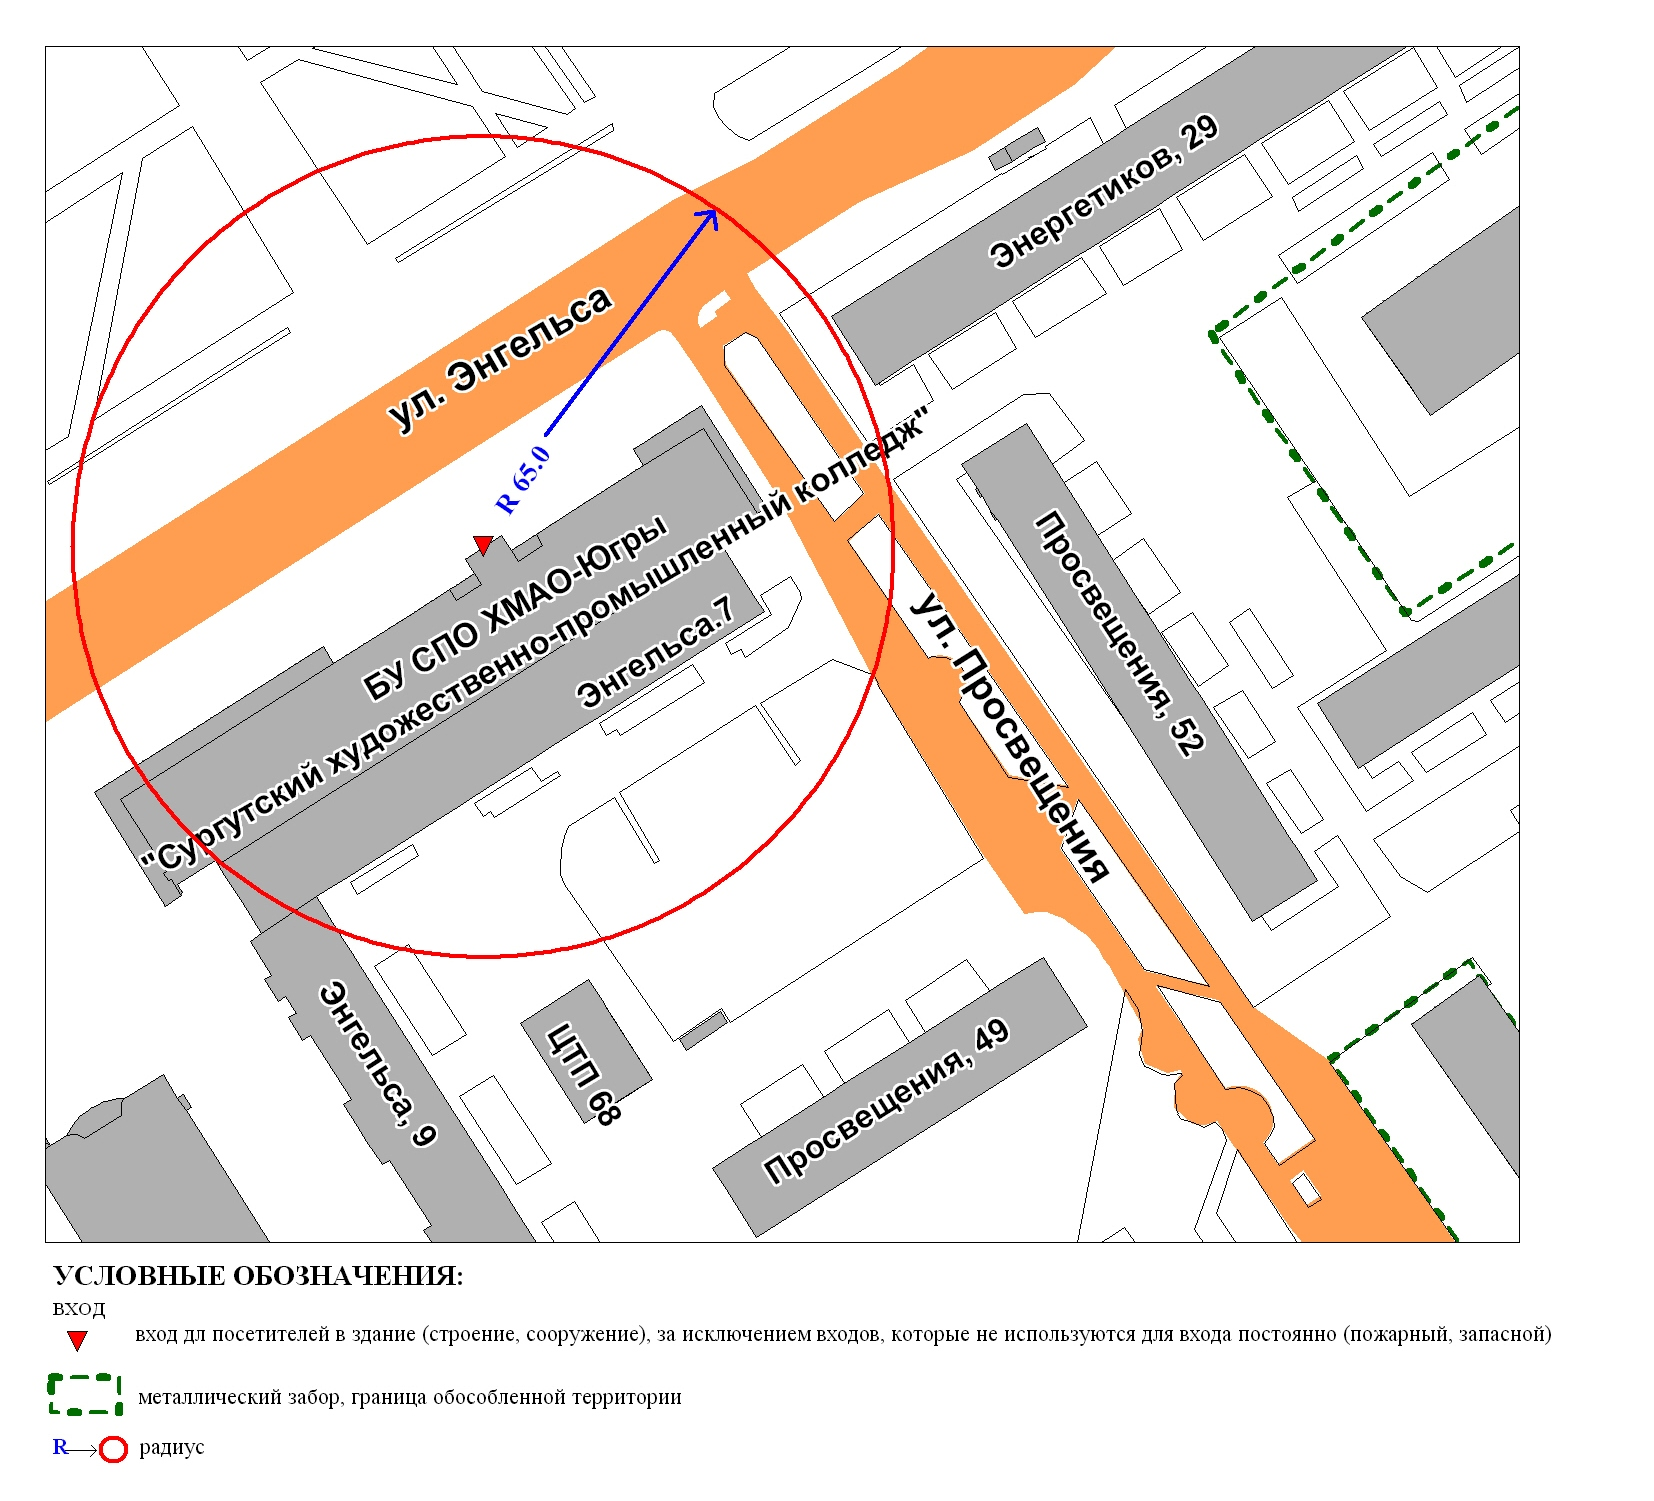 Энергетиков, 29
ул. Энгельса
R 65.0
БУ СПО ХМАО-Югры
"Сургутский художественно-промышленный колледж"
Энгельса.7
ул. Просвещения
Просвещения, 52
Энгельса, 9
ЦТП 68
Просвещения, 49
УСЛОВНЫЕ ОБОЗНАЧЕНИЯ:
ВХОД
вход дл посетителей в здание (строение, сооружение), за исключением входов, которые не используются для входа постоянно (пожарный, запасной)
металлический забор, граница обособленной территории
R
радиус